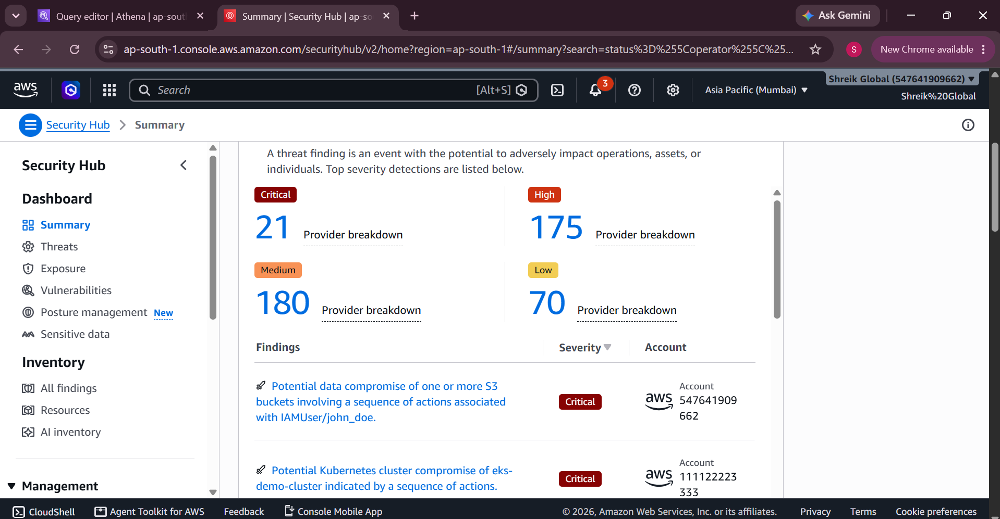 Query editor | Athena | ap-sout
Summary | Security Hub | ap-so
Ask Gemini
ap-south-1.console.aws.amazon.com/securityhub/v2/home?region=ap-south-1#/summary?search=status%3D%255Coperator%255C%25...
S
New Chrome available
aws
Search
[Alt+S]
3
Asia Pacific (Mumbai)
Shreik Global (547641909662)
Shreik%20Global
Security Hub
Summary
Security Hub
Dashboard
Summary
Threats
Exposure
Vulnerabilities
Posture management New
Sensitive data
Inventory
All findings
Resources
AI inventory
Management
A threat finding is an event with the potential to adversely impact operations, assets, or
individuals. Top severity detections are listed below.
Critical
21 Provider breakdown
High
175 Provider breakdown
Medium
180 Provider breakdown
Low
70 Provider breakdown
Findings Severity Account
Potential data compromise of one or more S3
buckets involving a sequence of actions associated
with IAMUser/john_doe.
Critical
aws
Account
547641909
662
Potential Kubernetes cluster compromise of eks-
demo-cluster indicated by a sequence of actions.
Critical
aws
Account
111122223
333
CloudShell
Agent Toolkit for AWS
Feedback
Console Mobile App
© 2026, Amazon Web Services, Inc. or its affiliates.
Privacy
Terms
Cookie preferences